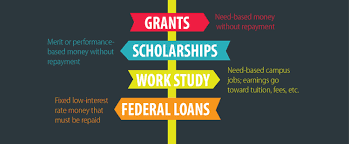 GRANTS
Need-based money
without repayment
Merit or performance-
based money without
repayment
SCHOLARSHIPS
WORK STUDY
Need-based campus
jobs; earnings go
toward tuition, fees, etc.
Fixed low-interest
rate money that
must be repaid
FEDERAL LOANS